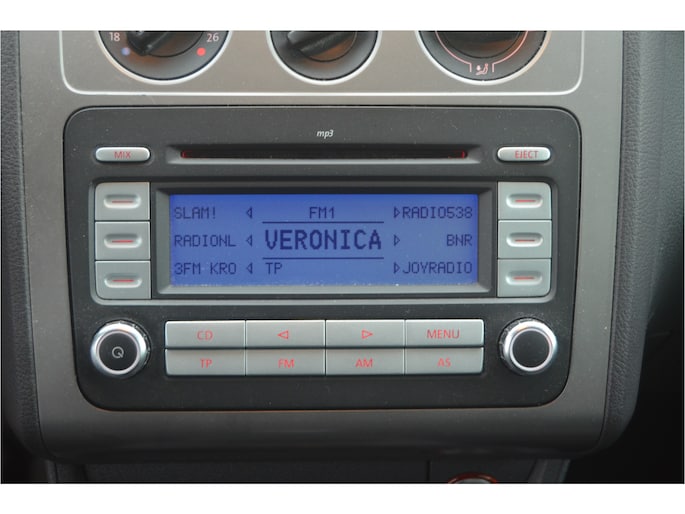 18 26
mp3
MIX EJECT
SLAM! FM1 RADIO538
RADIONL VERONICA BNR
3FM KRO TP JOYRADIO
CD MENU
TP FM AM AS